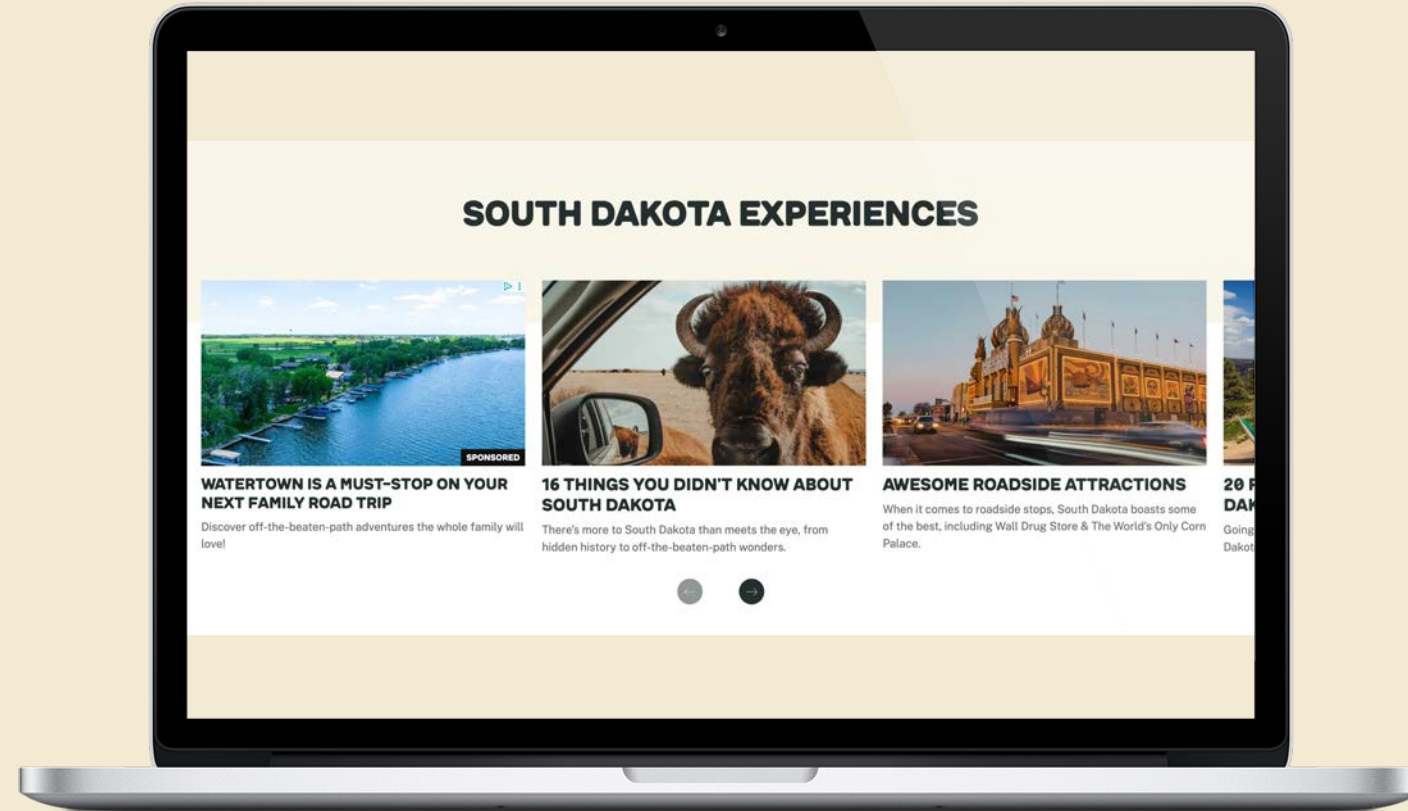 SOUTH DAKOTA EXPERIENCES
SPONSORED
WATERTOWN IS A MUST-STOP ON YOUR
NEXT FAMILY ROAD TRIP
Discover off-the-beaten-path adventures the whole family will
love!
16 THINGS YOU DIDN'T KNOW ABOUT
SOUTH DAKOTA
There's more to South Dakota than meets the eye, from
hidden history to off-the-beaten-path wonders.
AWESOME ROADSIDE ATTRACTIONS
When it comes to roadside stops, South Dakota boasts some
of the best, including Wall Drug Store & The World's Only Corn
Palace.
20
Going